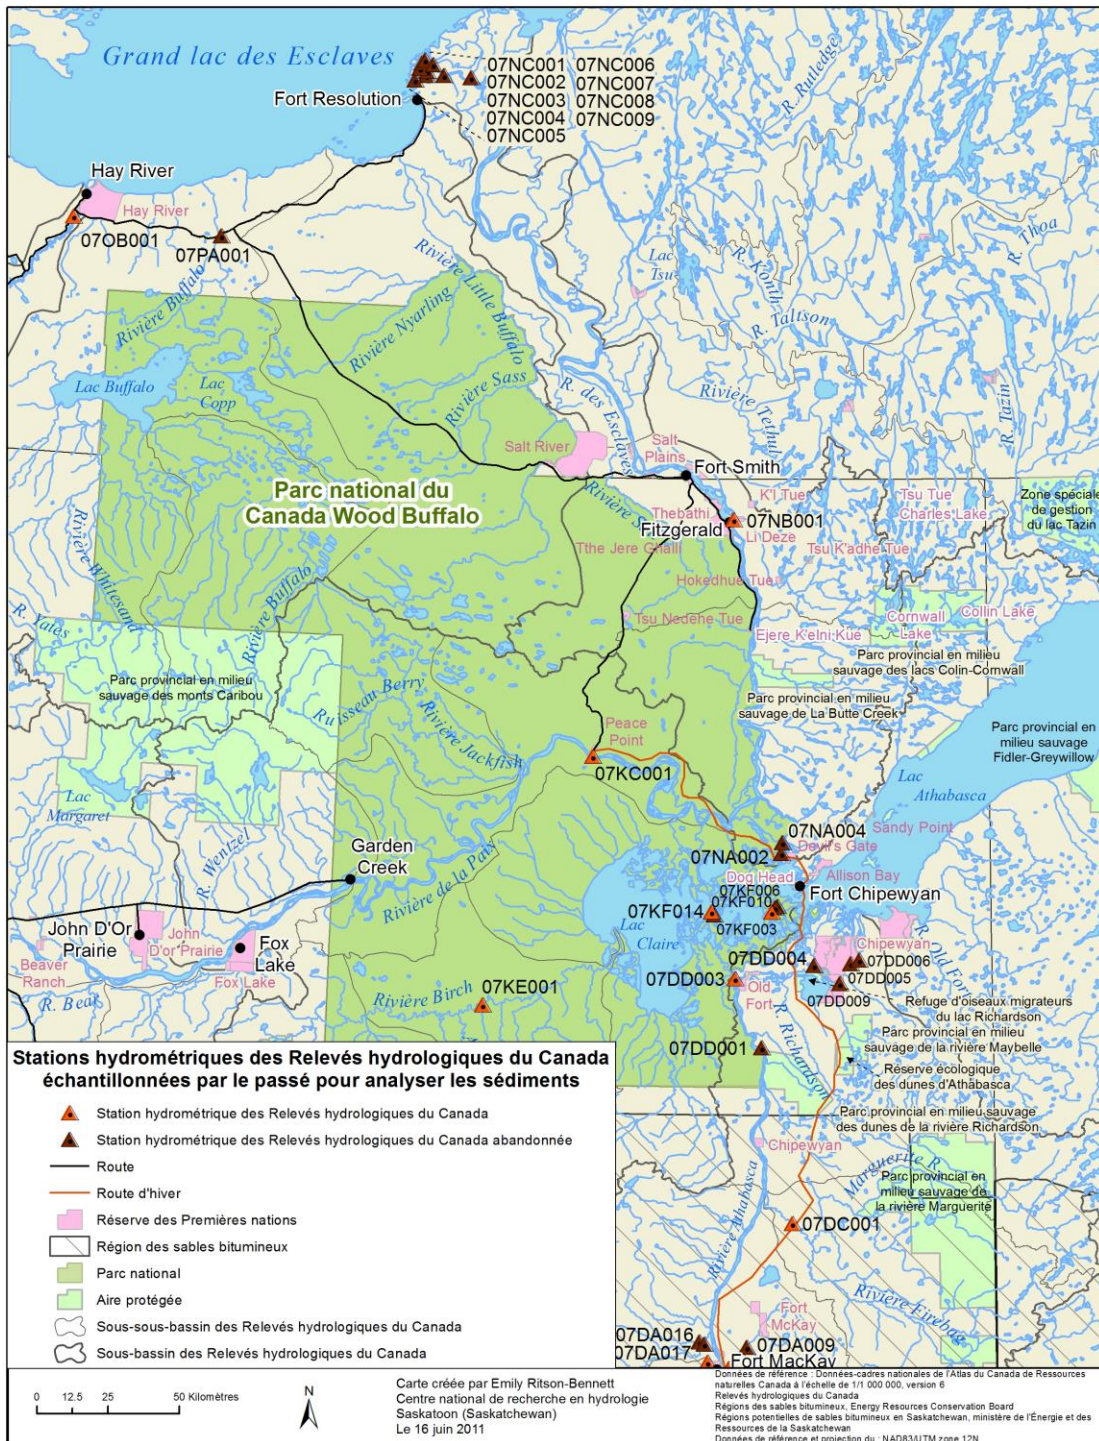 Grand lac des Esclaves
07NC001 07NC006
07NC002 07NC007
07NC003 07NC008
07NC004 07NC009
07NC005
Fort Resolution
R. Rutledge
Hay River
Hay River
07OB001
07PA001
Rivière Buffalo
Rivière Little Buffalo
Rivière Nyarling
Rivière Sass
Lac
Tsu
R. Konth
R. Thoa
R. Taltson
R. Tazin
Lac Buffalo
Lac
Copp
R. des Esclaves
Rivière Tethul
Salt River
Salt
Plains
Fort Smith
Parc national du
Canada Wood Buffalo
K'I Tue
Tsu Tue
Charles Lake
Zone spéciale
de gestion
du lac Tazin
Thebathi
Fitzgerald
07NB001
Li Deze
Tthe Jere Ghaili
Tsu K'adhe Tue
Hokedhue Tue
Tsu Nedehe Tue
Rivière Whitesand
Rivière Buffalo
R. Yates
Cornwall
Lake
Collin Lake
Ejere K'elni Kue
Parc provincial en milieu
sauvage des lacs Colin-Cornwall
Parc provincial en milieu
sauvage des monts Caribou
Ruisseau Berry
Rivière Jackfish
Parc provincial en milieu
sauvage de La Butte Creek
Peace
Point
07KC001
Parc provincial en
milieu sauvage
Fidler-Greywillow
Lac
Athabasca
Lac
Margaret
R. Wentzel
Garden
Creek
Rivière de la Paix
07NA004
Sandy Point
Devil's Gate
07NA002
Allison Bay
Dog Head
Fort Chipewyan
07KF006
07KF010
07KF014
07KF003
John D'Or
Prairie
John
D'or Prairie
Fox
Lake
Fox Lake
Beaver
Ranch
R. Bear
Lac
Claire
Chipewyan
R. Old Fort
07DD004
07DD006
07DD005
07DD003
Old
Fort
07DD009
Rivière Birch
07KE001
Refuge d'oiseaux migrateurs
du lac Richardson
R. Richardson
Parc provincial en milieu
sauvage de la rivière Maybelle
07DD001
Réserve écologique
des dunes d'Athabasca
Parc provincial en milieu sauvage
des dunes de la rivière Richardson
Chipewyan
Marguerite R.
Parc provincial en
milieu sauvage de
la rivière Marguerite
Rivière Athabasca
07DC001
Rivière Firebag
Fort
McKay
07DA016
07DA017
07DA009
Fort MacKay
Stations hydrométriques des Relevés hydrologiques du Canada
échantillonnées par le passé pour analyser les sédiments
Station hydrométrique des Relevés hydrologiques du Canada
Station hydrométrique des Relevés hydrologiques du Canada abandonnée
Route
Route d'hiver
Réserve des Premières nations
Région des sables bitumineux
Parc national
Aire protégée
Sous-sous-bassin des Relevés hydrologiques du Canada
Sous-bassin des Relevés hydrologiques du Canada
0 12.5 25 50 Kilomètres
N
Carte créée par Emily Ritson-Bennett
Centre national de recherche en hydrologie
Saskatoon (Saskatchewan)
Le 16 juin 2011
Données de référence : Données-cadres nationales de l'Atlas du Canada de Ressources
naturelles Canada à l'échelle de 1/1 000 000, version 6
Relevés hydrologiques du Canada
Régions des sables bitumineux, Energy Resources Conservation Board
Régions potentielles de sables bitumineux en Saskatchewan, ministère de l'Énergie et des
Ressources de la Saskatchewan
Données de référence et projection du : NAD83/UTM zone 12N